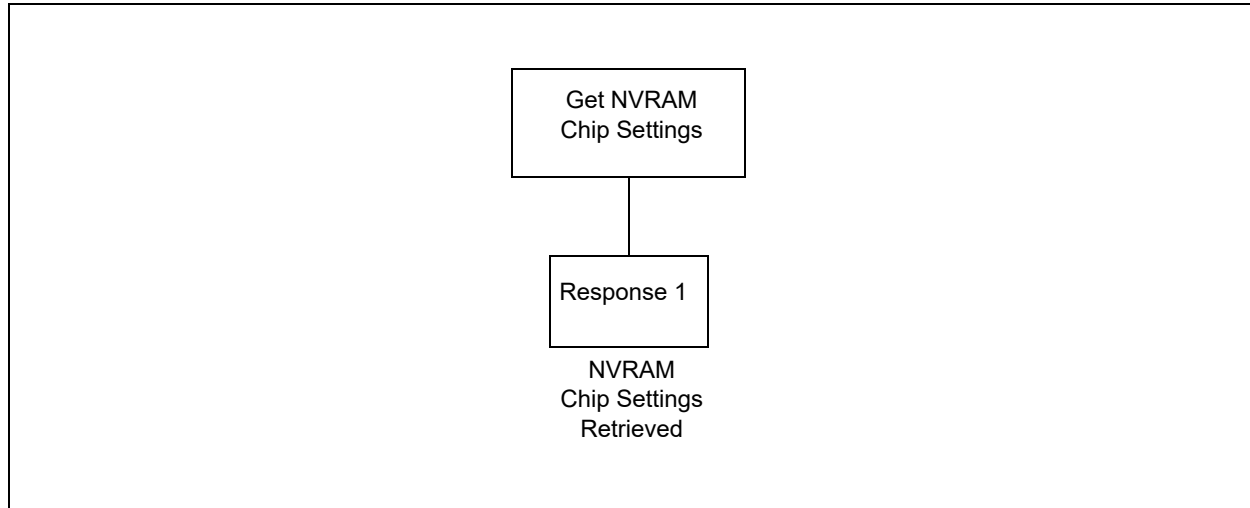 Get NVRAM
Chip Settings
Response 1
NVRAM
Chip Settings
Retrieved